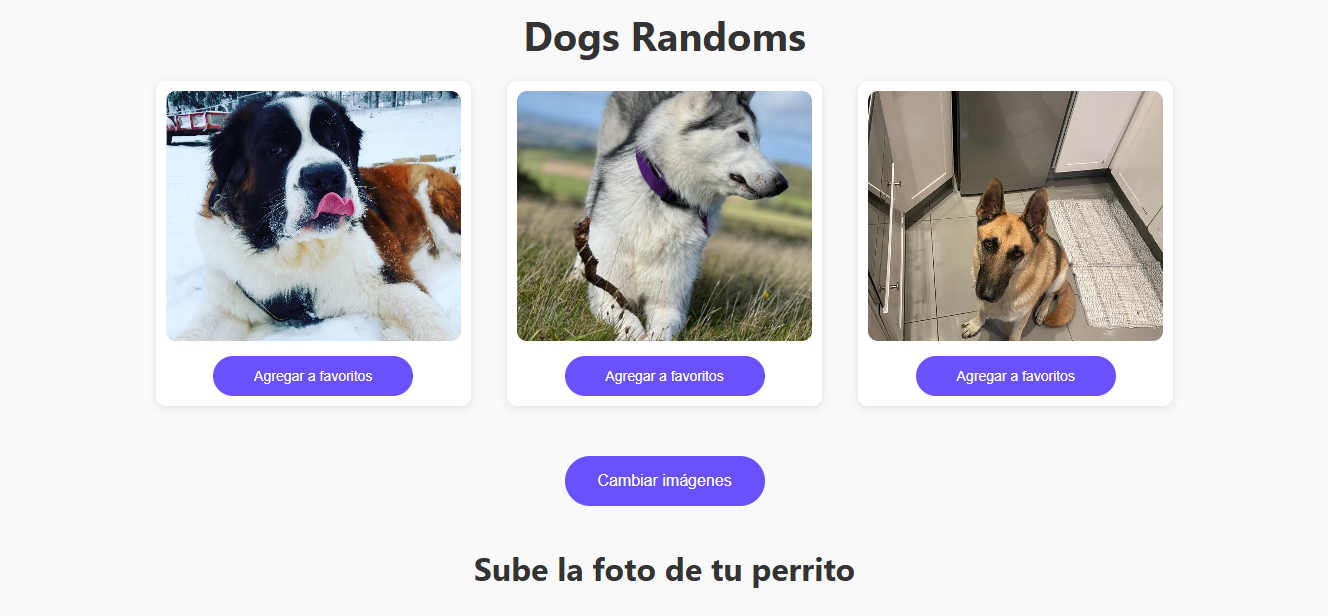 Dogs Randoms
Agregar a favoritos
Agregar a favoritos
Agregar a favoritos
Cambiar imágenes
Sube la foto de tu perrito